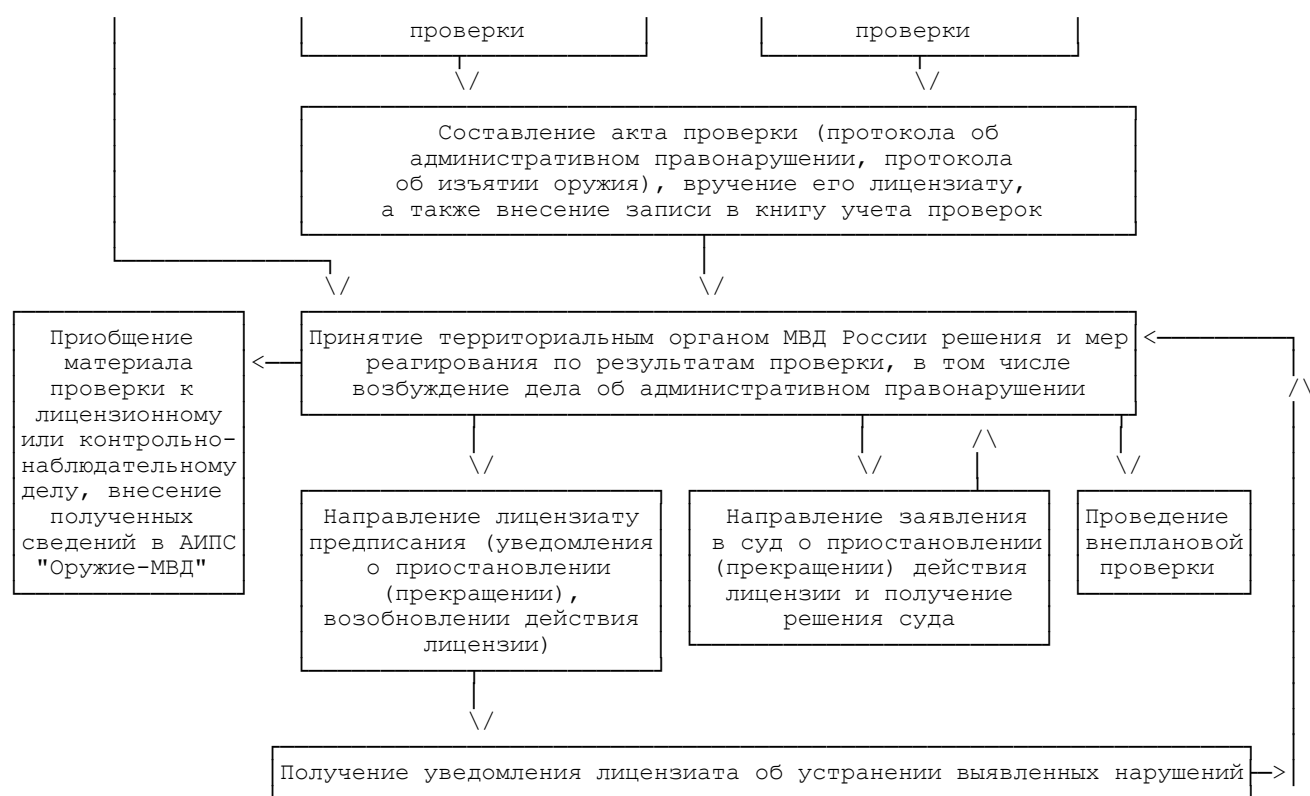 проверки
проверки
Составление акта проверки (протокола об
административном правонарушении, протокола
об изъятии оружия), вручение его лицензиату,
а также внесение записи в книгу учета проверок
Принятие территориальным органом МВД России решения и мер
реагирования по результатам проверки, в том числе
возбуждение дела об административном правонарушении
Приобщение
материала
проверки к
лицензионному
или контрольно-
наблюдательному
делу, внесение
полученных
сведений в АИПС
"Оружие-МВД"
Направление лицензиату
предписания (уведомления
о приостановлении
(прекращении),
возобновлении действия
лицензии)
Направление заявления
в суд о приостановлении
(прекращении) действия
лицензии и получение
решения суда
Проведение
внеплановой
проверки
Получение уведомления лицензиата об устранении выявленных нарушений